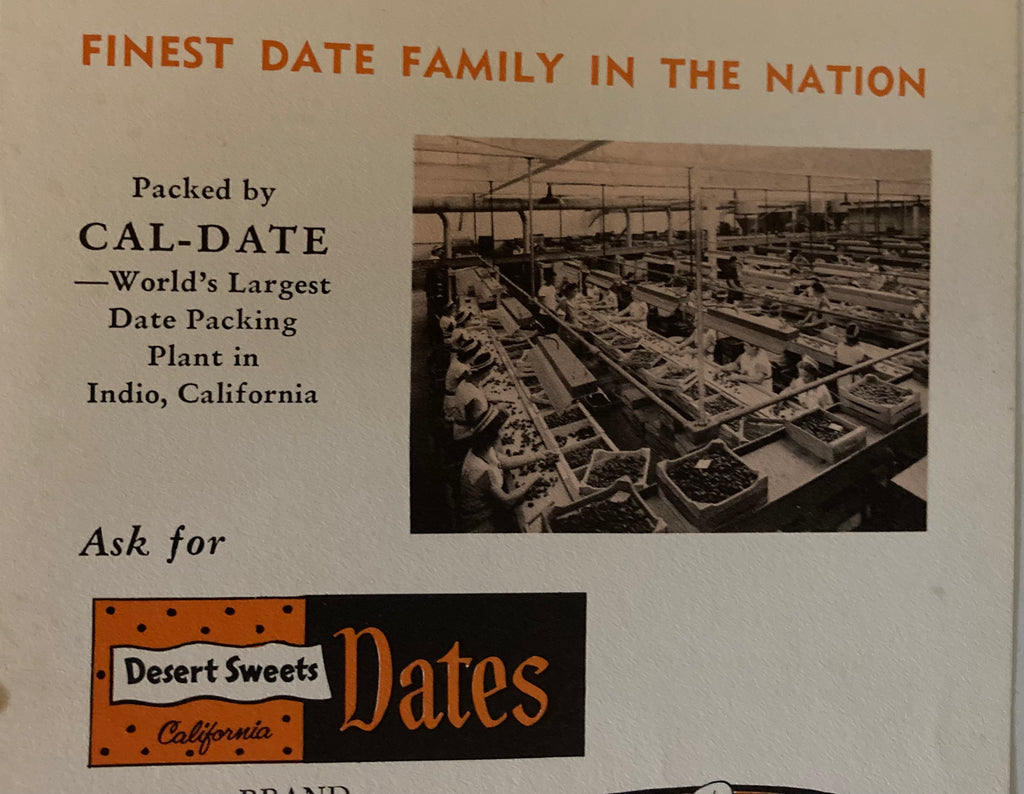 FINEST DATE FAMILY IN THE NATION
Packed by
CAL-DATE
—World's Largest
Date Packing
Plant in
Indio, California
Ask for
Desert Sweets
California
Dates
BRAND